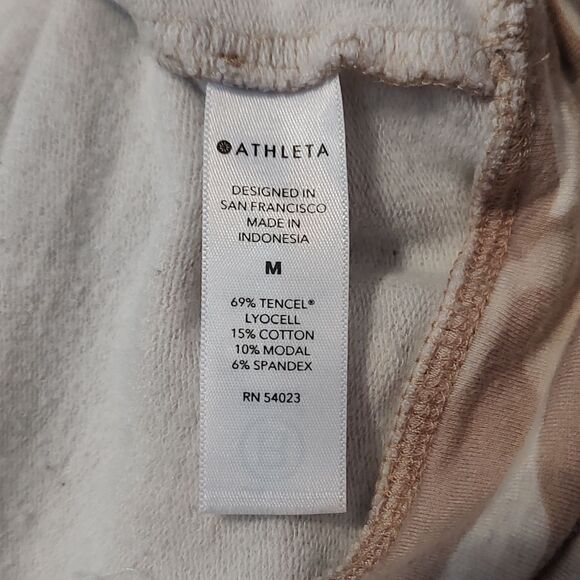 ATHLETA
DESIGNED IN
SAN FRANCISCO
MADE IN
INDONESIA
M
69% TENCEL®
LYOCELL
15% COTTON
10% MODAL
6% SPANDEX
RN 54023